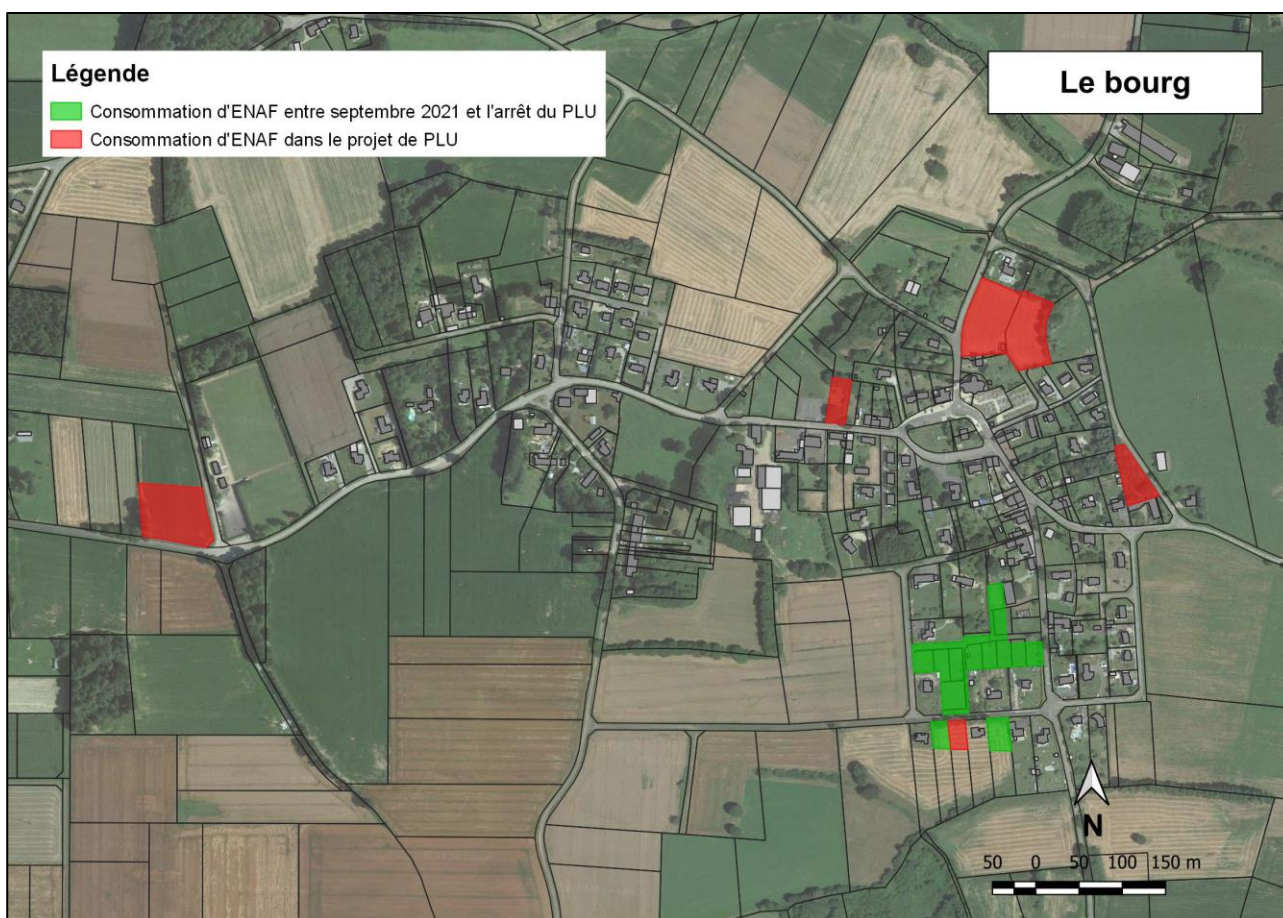 Légende
Consommation d'ENAF entre septembre 2021 et l'arrêt du PLU
Consommation d'ENAF dans le projet de PLU
Le bourg
N
50 0 50 100 150 m